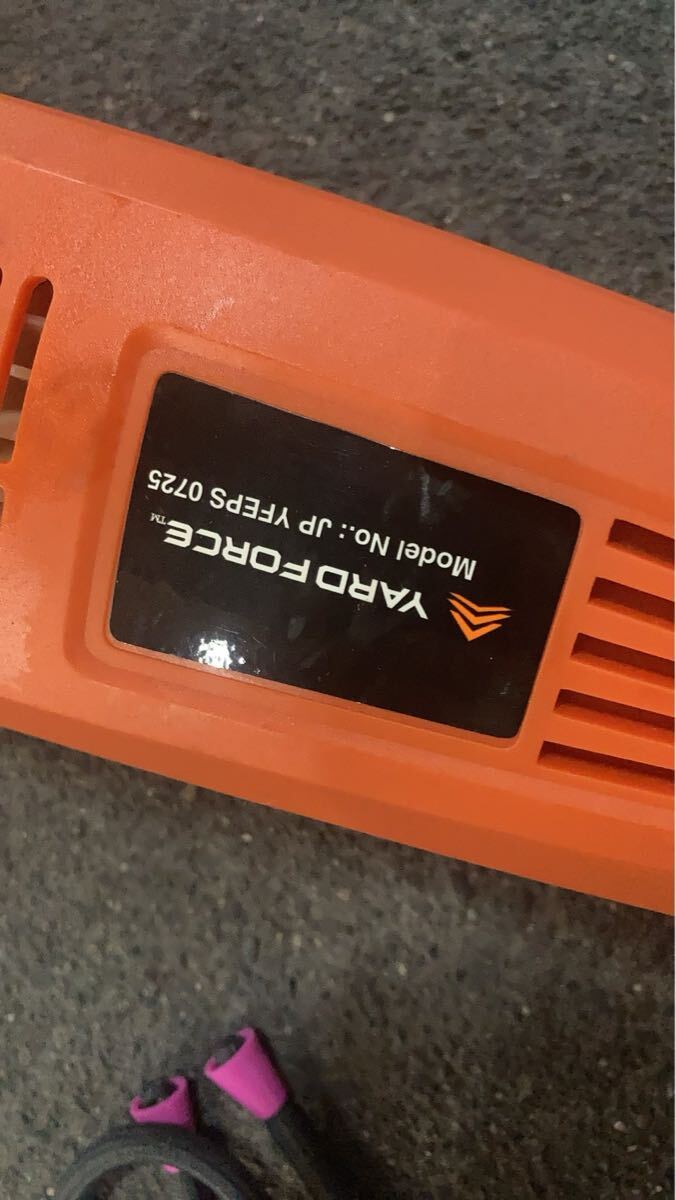 YARD FORCE™
Model No.: JP YFEPS 0725